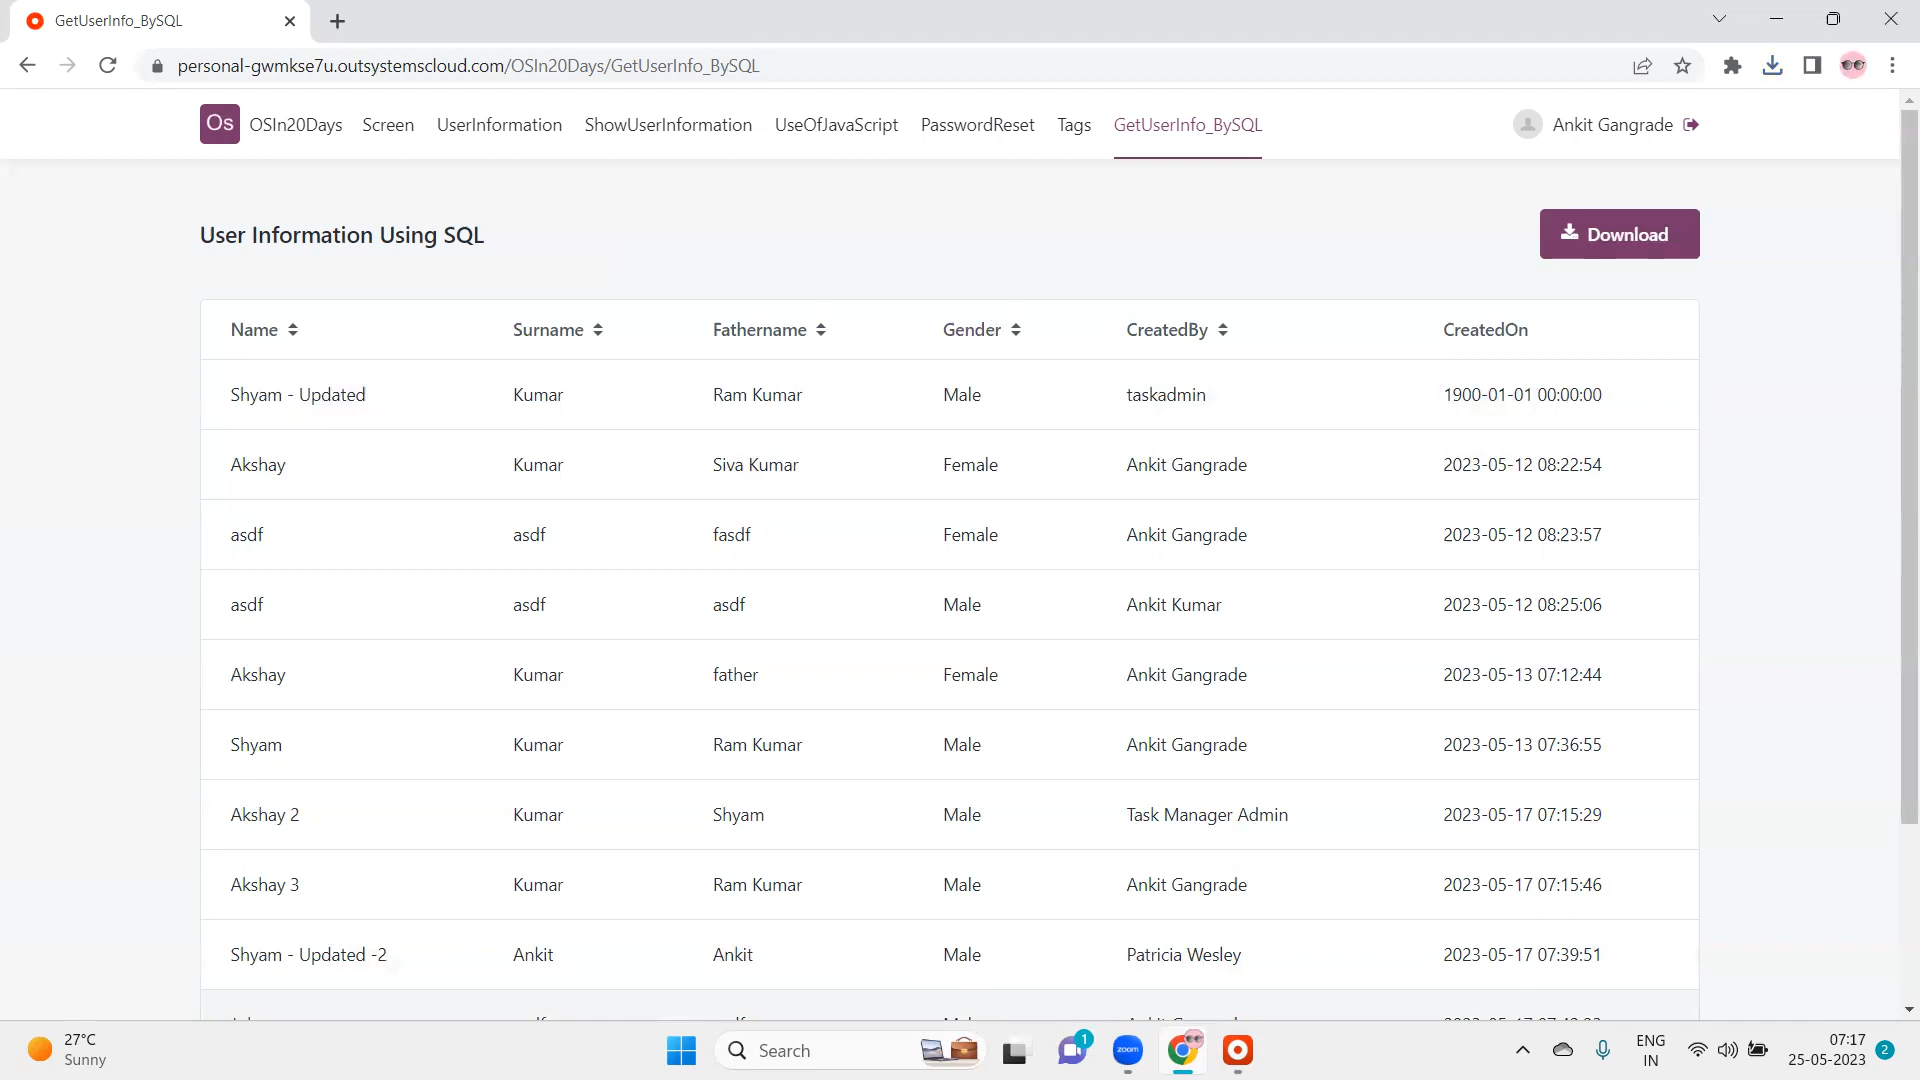 GetUserInfo_BySQL
personal-gwmkse7u.outsystemscloud.com/OSIn20Days/GetUserInfo_BySQL
Os OSIn20Days Screen UserInformation ShowUserInformation UseOfJavaScript PasswordReset Tags GetUserInfo_BySQL Ankit Gangrade
User Information Using SQL Download
Name Surname Fathername Gender CreatedBy CreatedOn
Shyam - Updated Kumar Ram Kumar Male taskadmin 1900-01-01 00:00:00
Akshay Kumar Siva Kumar Female Ankit Gangrade 2023-05-12 08:22:54
asdf asdf fasdf Female Ankit Gangrade 2023-05-12 08:23:57
asdf asdf asdf Male Ankit Kumar 2023-05-12 08:25:06
Akshay Kumar father Female Ankit Gangrade 2023-05-13 07:12:44
Shyam Kumar Ram Kumar Male Ankit Gangrade 2023-05-13 07:36:55
Akshay 2 Kumar Shyam Male Task Manager Admin 2023-05-17 07:15:29
Akshay 3 Kumar Ram Kumar Male Ankit Gangrade 2023-05-17 07:15:46
Shyam - Updated -2 Ankit Ankit Male Patricia Wesley 2023-05-17 07:39:51
27°C
Sunny
Search
1
zoom
ENG
IN
07:17
25-05-2023
2